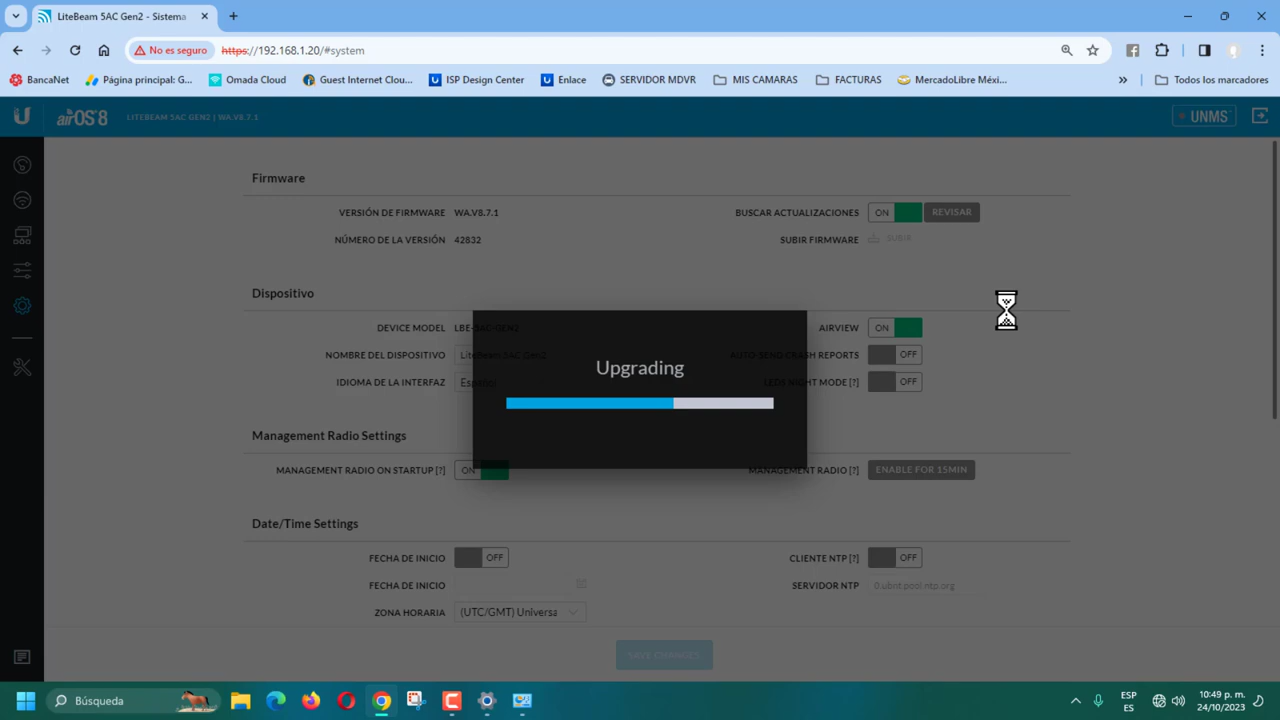 LiteBeam 5AC Gen2 - Sistema
No es seguro
https://192.168.1.20/#system
BancaNet
Página principal: G...
Omada Cloud
Guest Internet Clou...
ISP Design Center
Enlace
SERVIDOR MDVR
MIS CAMARAS
FACTURAS
MercadoLibre Méxi...
»
Todos los marcadores
airOS 8
LITEBEAM 5AC GEN2 | WA.V8.7.1
UNMS
Firmware
VERSIÓN DE FIRMWARE WA.V8.7.1
BUSCAR ACTUALIZACIONES ON REVISAR
NÚMERO DE LA VERSIÓN 42832
SUBIR FIRMWARE SUBIR
Dispositivo
DEVICE MODEL LBE-5AC-GEN2
AIRVIEW ON
NOMBRE DEL DISPOSITIVO LiteBeam 5AC Gen2
AUTO SEND CRASH REPORTS OFF
IDIOMA DE LA INTERFAZ Español
LEDS NIGHT MODE [?] OFF
Upgrading
Management Radio Settings
MANAGEMENT RADIO ON STARTUP [?] ON
MANAGEMENT RADIO [?] ENABLE FOR 15MIN
Date/Time Settings
FECHA DE INICIO OFF
CLIENTE NTP [?] OFF
FECHA DE INICIO
SERVIDOR NTP 0.ubnt.pool.ntp.org
ZONA HORARIA (UTC/GMT) Universa
SAVE CHANGES
Búsqueda
ESP
ES
10:49 p. m.
24/10/2023